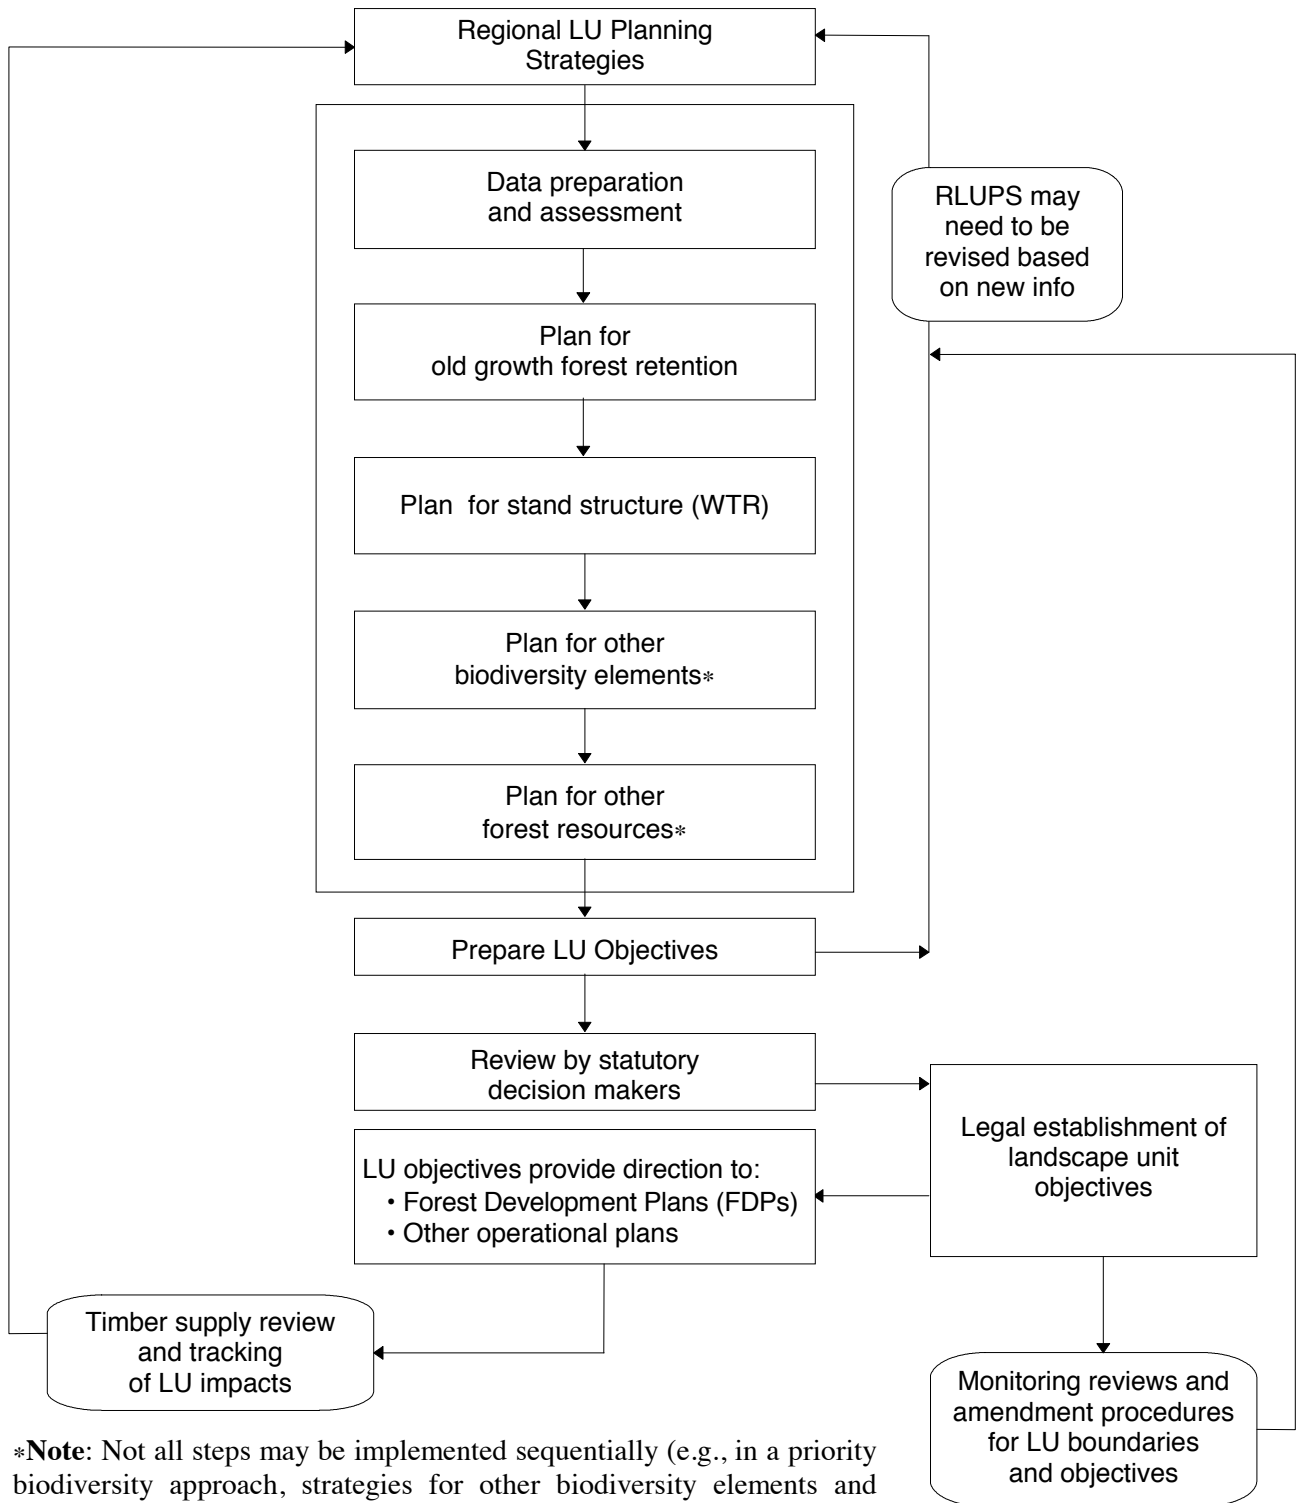 Regional LU Planning
Strategies
Data preparation
and assessment
RLUPS may
need to be
revised based
on new info
Plan for
old growth forest retention
Plan for stand structure (WTR)
Plan for other
biodiversity elements*
Plan for other
forest resources*
Prepare LU Objectives
Review by statutory
decision makers
Legal establishment of
landscape unit
objectives
LU objectives provide direction to:
• Forest Development Plans (FDPs)
• Other operational plans
Timber supply review
and tracking
of LU impacts
Monitoring reviews and
amendment procedures
for LU boundaries
and objectives
*Note: Not all steps may be implemented sequentially (e.g., in a priority
biodiversity approach, strategies for other biodiversity elements and